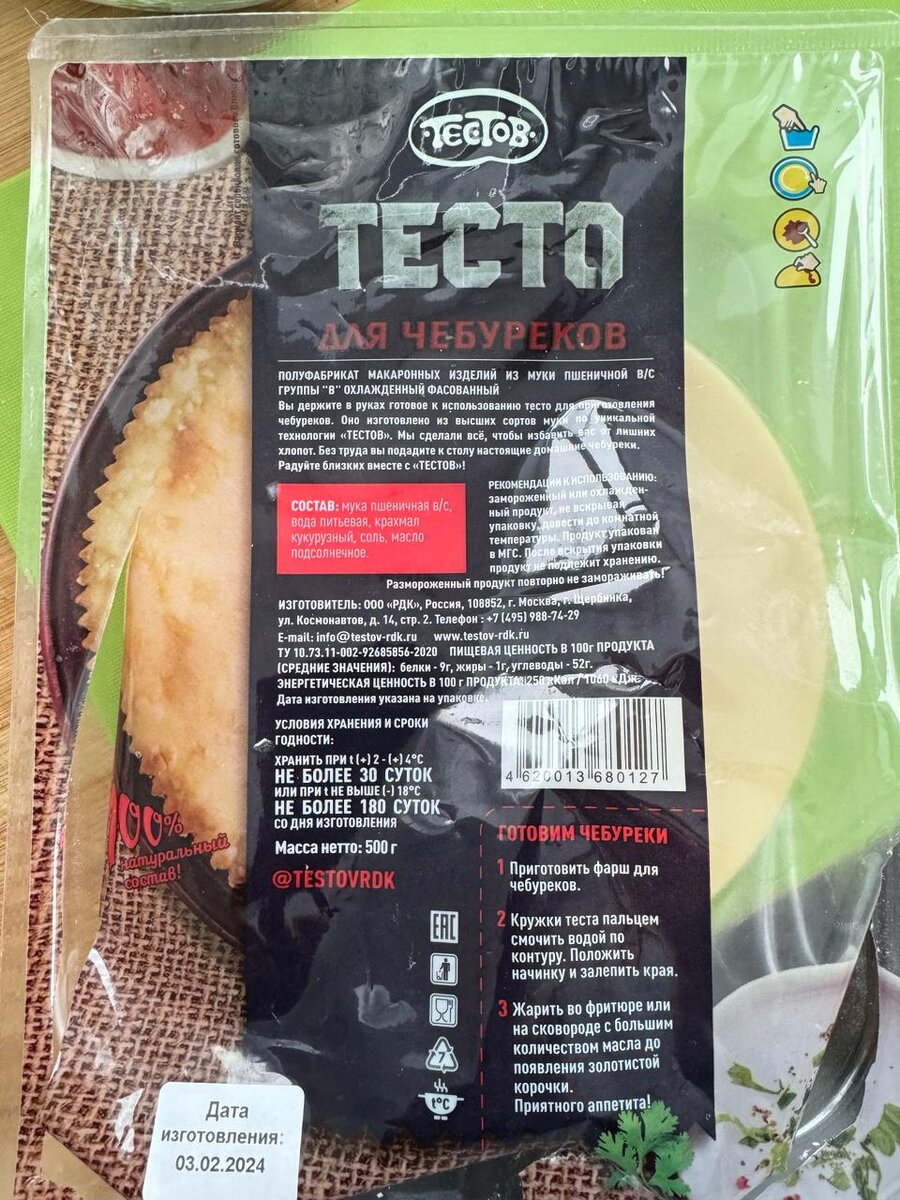 ТЕСТОВ
ТЕСТО
ДЛЯ ЧЕБУРЕКОВ
ПОЛУФАБРИКАТ МАКАРОННЫХ ИЗДЕЛИЙ ИЗ МУКИ ПШЕНИЧНОЙ В/С
ГРУППЫ "В" ОХЛАЖДЕННЫЙ ФАСОВАННЫЙ
Вы держите в руках готовое к использованию тесто для приготовления
чебуреков. Оно изготовлено из высших сортов муки по уникальной
технологии «ТЕСТОВ». Мы сделали всё, чтобы избавить вас от лишних
хлопот. Без труда вы подадите к столу настоящие домашние чебуреки.
Радуйте близких вместе с «ТЕСТОВ»!
СОСТАВ: мука пшеничная в/с,
вода питьевая, крахмал
кукурузный, соль, масло
подсолнечное.
РЕКОМЕНДАЦИИ К ИСПОЛЬЗОВАНИЮ:
замороженный или охлажден-
ный продукт, не вскрывая
упаковку, довести до комнатной
температуры. Продукт упакован
в МГС. После вскрытия упаковки
продукт не подлежит хранению.
Размороженный продукт повторно не замораживать!
ИЗГОТОВИТЕЛЬ: ООО «РДК», Россия, 108852, г. Москва, г. Щербинка,
ул. Космонавтов, д. 14, стр. 2. Телефон : +7 (495) 988-74-29
E-mail: info@testov-rdk.ru www.testov-rdk.ru
ТУ 10.73.11-002-92685856-2020 ПИЩЕВАЯ ЦЕННОСТЬ В 100г ПРОДУКТА
(СРЕДНИЕ ЗНАЧЕНИЯ): белки - 9г, жиры - 1г, углеводы - 52г.
ЭНЕРГЕТИЧЕСКАЯ ЦЕННОСТЬ В 100 г ПРОДУКТА: 250 кКал / 1060 кДж.
Дата изготовления указана на упаковке.
УСЛОВИЯ ХРАНЕНИЯ И СРОКИ
ГОДНОСТИ:
ХРАНИТЬ ПРИ t (+) 2 - (+) 4°С
НЕ БОЛЕЕ 30 СУТОК
ИЛИ ПРИ t НЕ ВЫШЕ (-) 18°С
НЕ БОЛЕЕ 180 СУТОК
СО ДНЯ ИЗГОТОВЛЕНИЯ
Масса нетто: 500 г
@TESTOVRDK
4 620013 680127
ГОТОВИМ ЧЕБУРЕКИ
1 Приготовить фарш для
чебуреков.
2 Кружки теста пальцем
смочить водой по
контуру. Положить
начинку и залепить края.
3 Жарить во фритюре или
на сковороде с большим
количеством масла до
появления золотистой
корочки.
Приятного аппетита!
100%
натуральный
состав!
EAC
7
t°C
Дата
изготовления:
03.02.2024